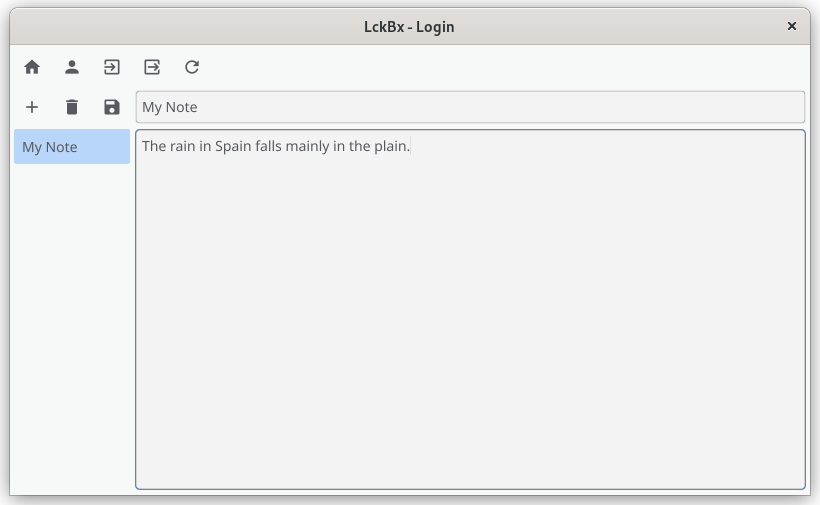 LckBx - Login
My Note
My Note
The rain in Spain falls mainly in the plain.